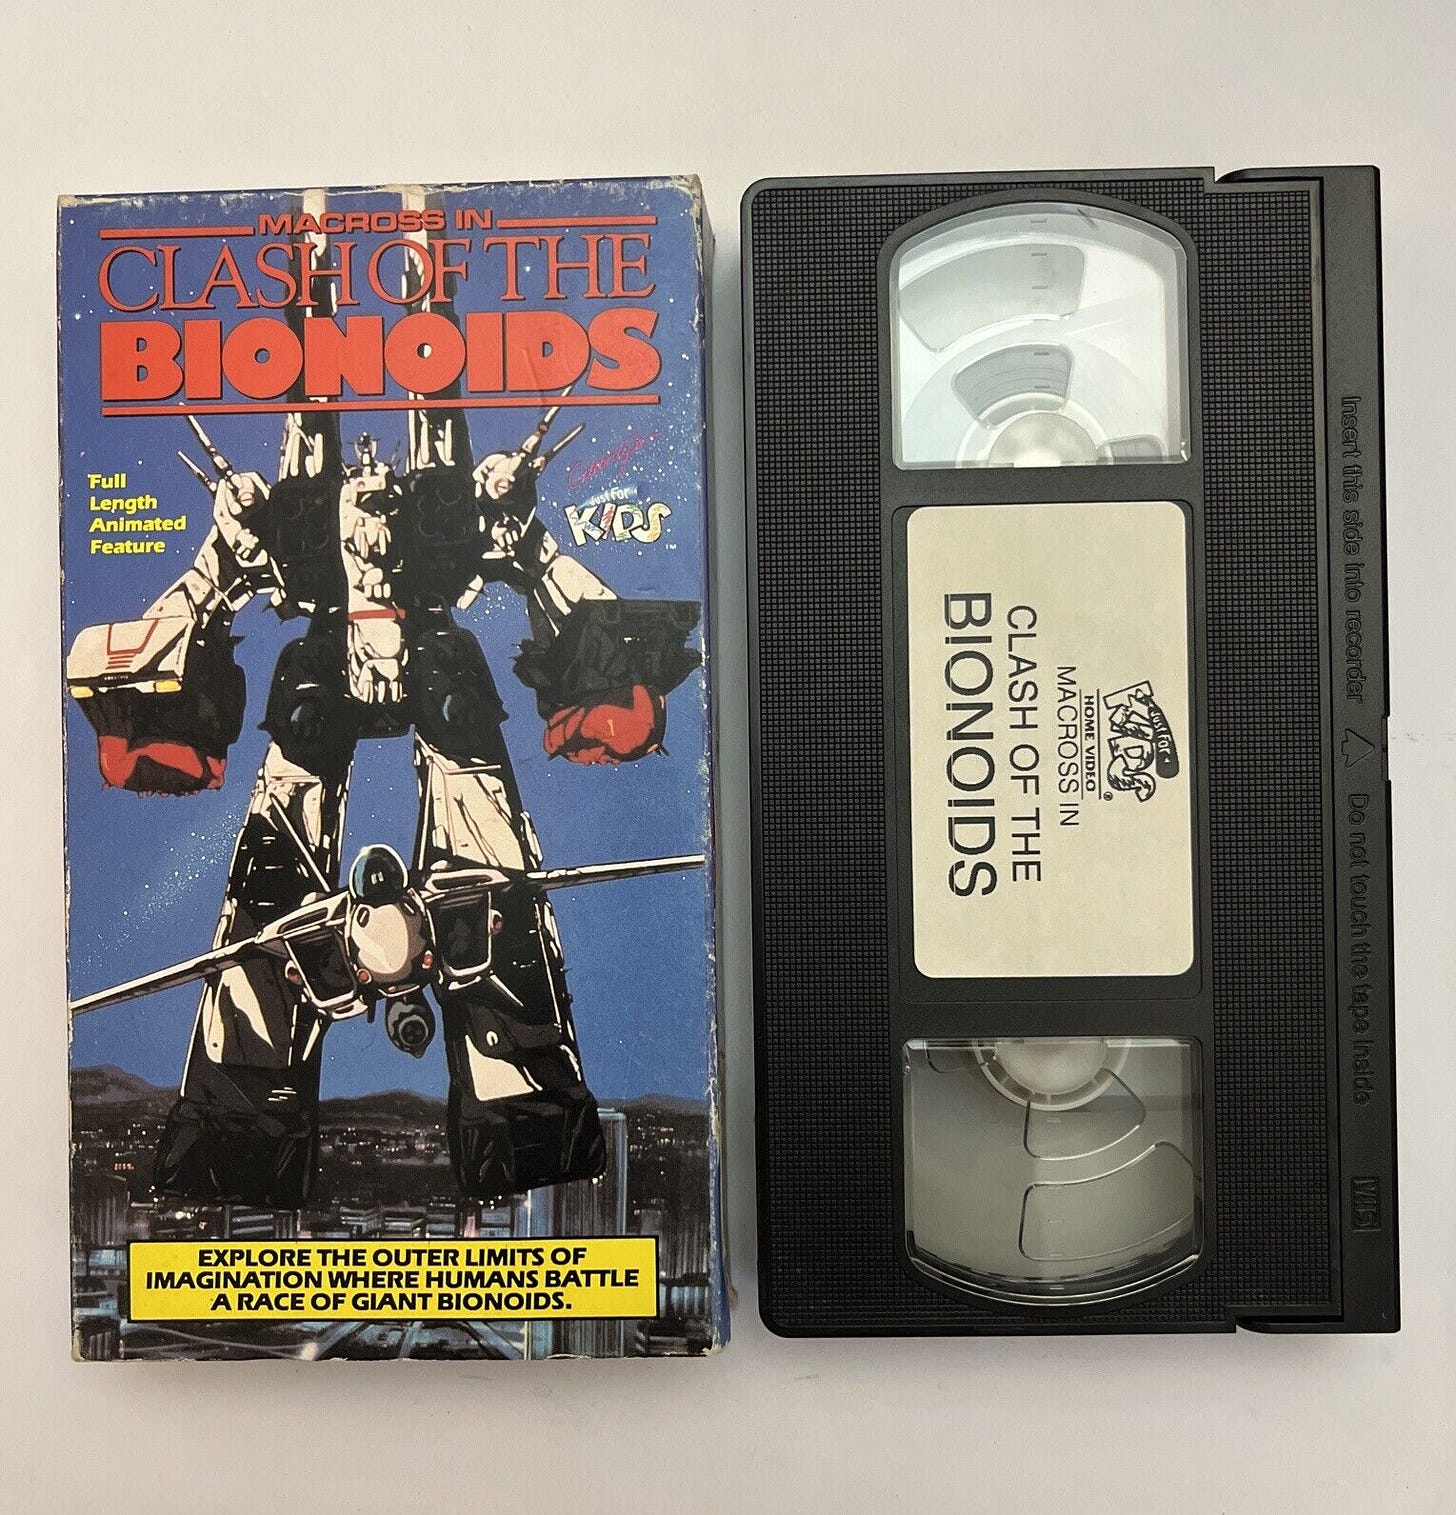 MACROSS IN
CLASH OF THE
BIONOIDS
Full
Length
Animated
Feature
Just For
KIDS
TM
EXPLORE THE OUTER LIMITS OF
IMAGINATION WHERE HUMANS BATTLE
A RACE OF GIANT BIONOIDS.
Just For
KIDS
HOME VIDEO
MACROSS IN
CLASH OF THE
BIONOIDS
Insert this side into recorder
Do not touch the tape inside